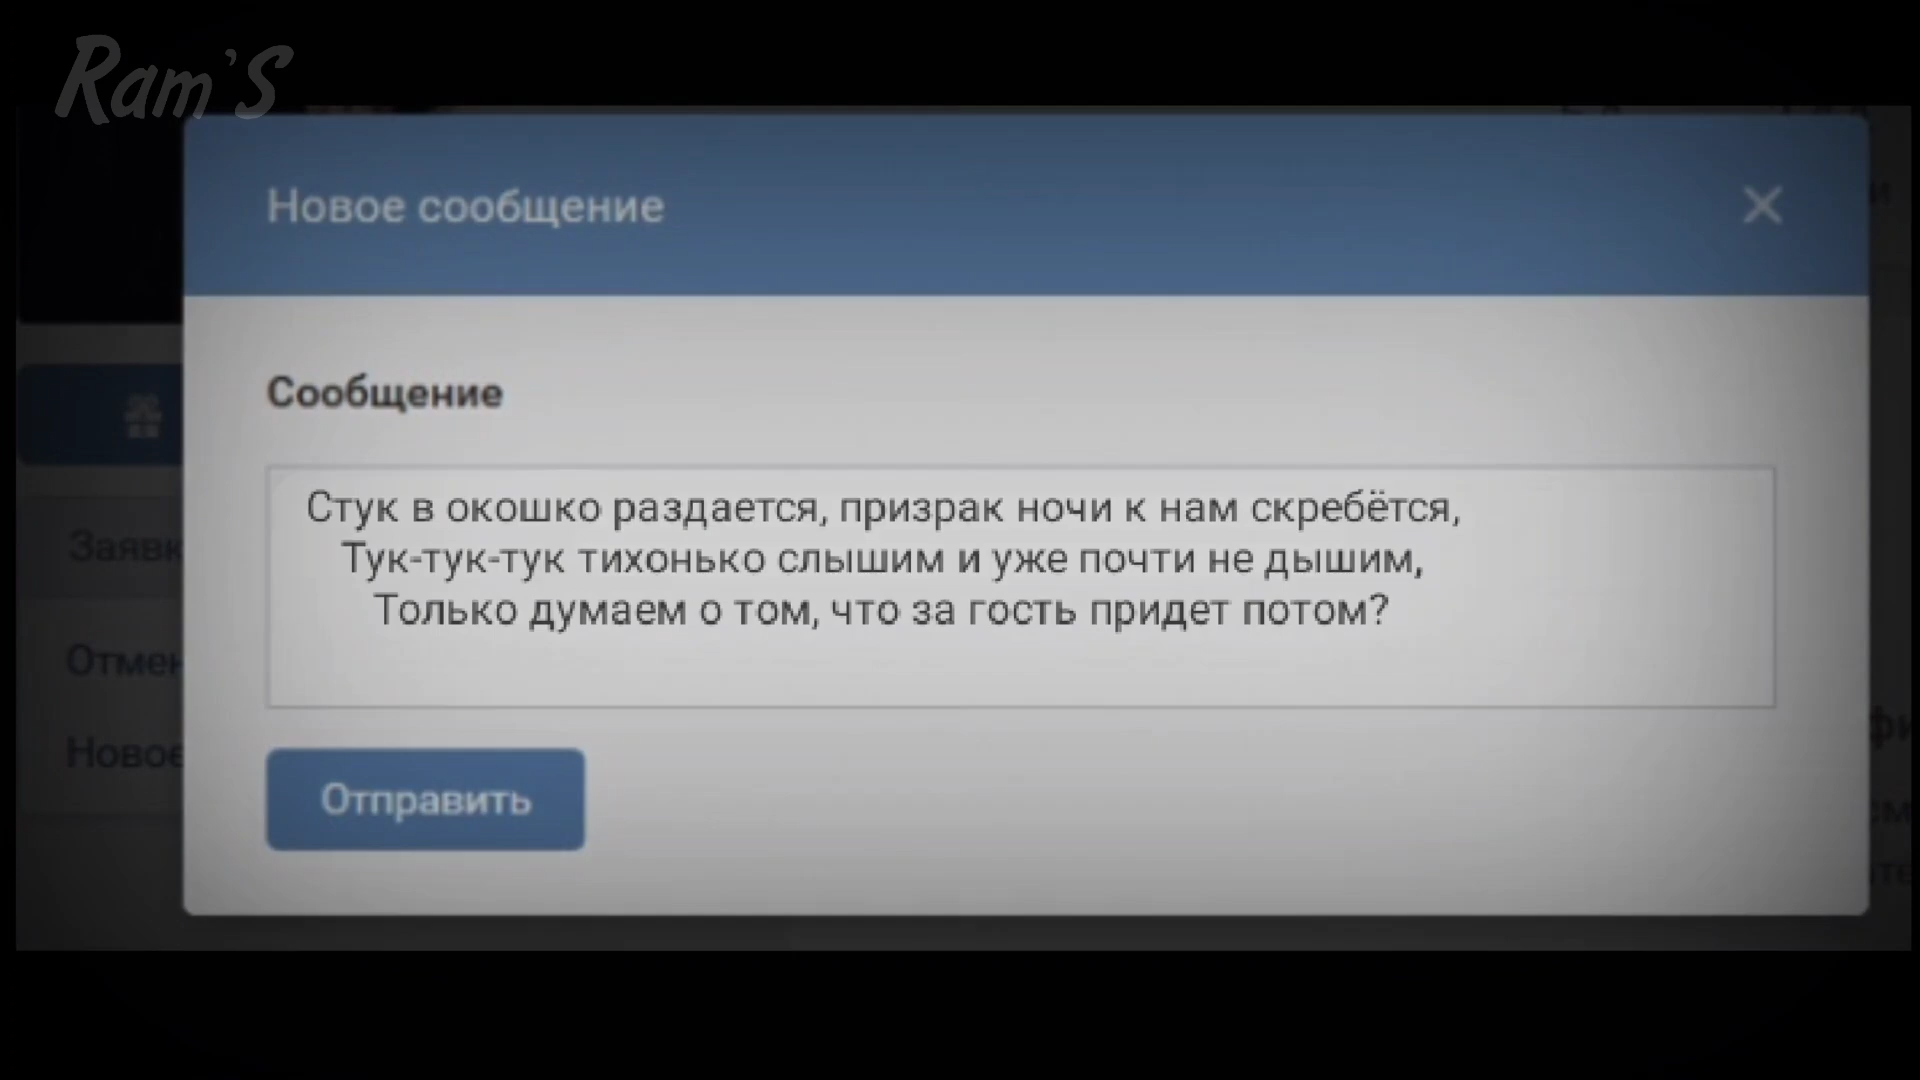 Ram'S
Новое сообщение
Сообщение
Стук в окошко раздается, призрак ночи к нам скребётся,
Тук-тук-тук тихонько слышим и уже почти не дышим,
Только думаем о том, что за гость придет потом?
Отправить
Новое